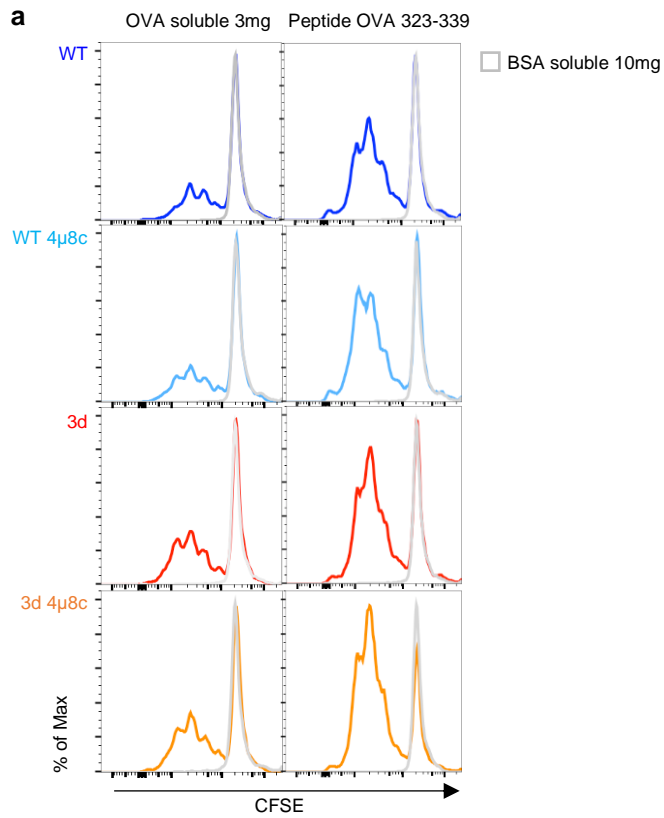 a
OVA soluble 3mg
Peptide OVA 323-339
BSA soluble 10mg
WT
WT 4µ8c
3d
3d 4µ8c
% of Max
CFSE